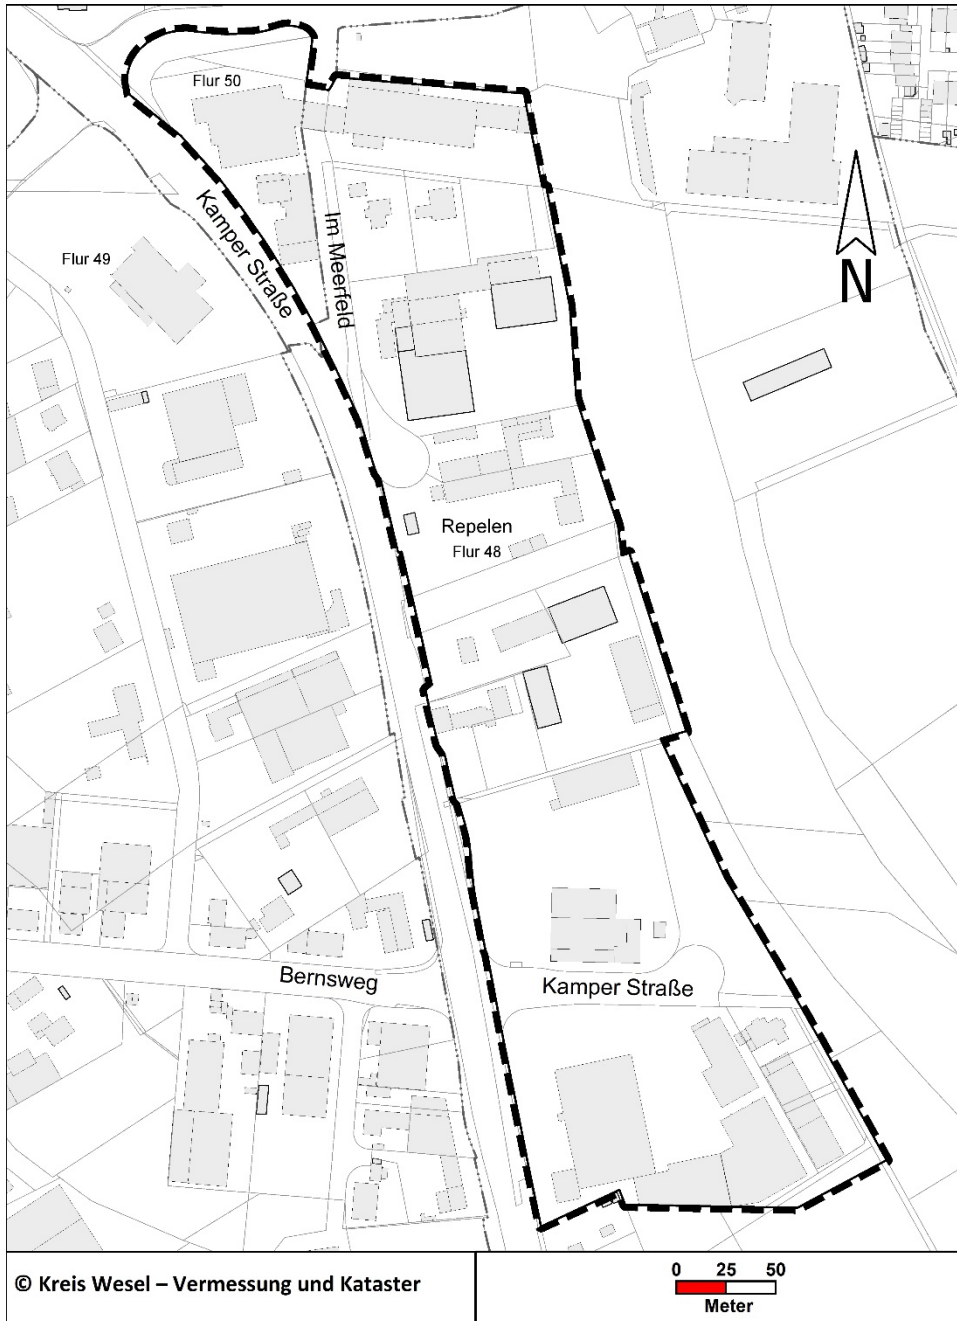 Flur 50
Kamper Straße
Im Meerfeld
Flur 49
N
Repelen
Flur 48
Bernsweg
Kamper Straße
© Kreis Wesel – Vermessung und Kataster
0 25 50
Meter